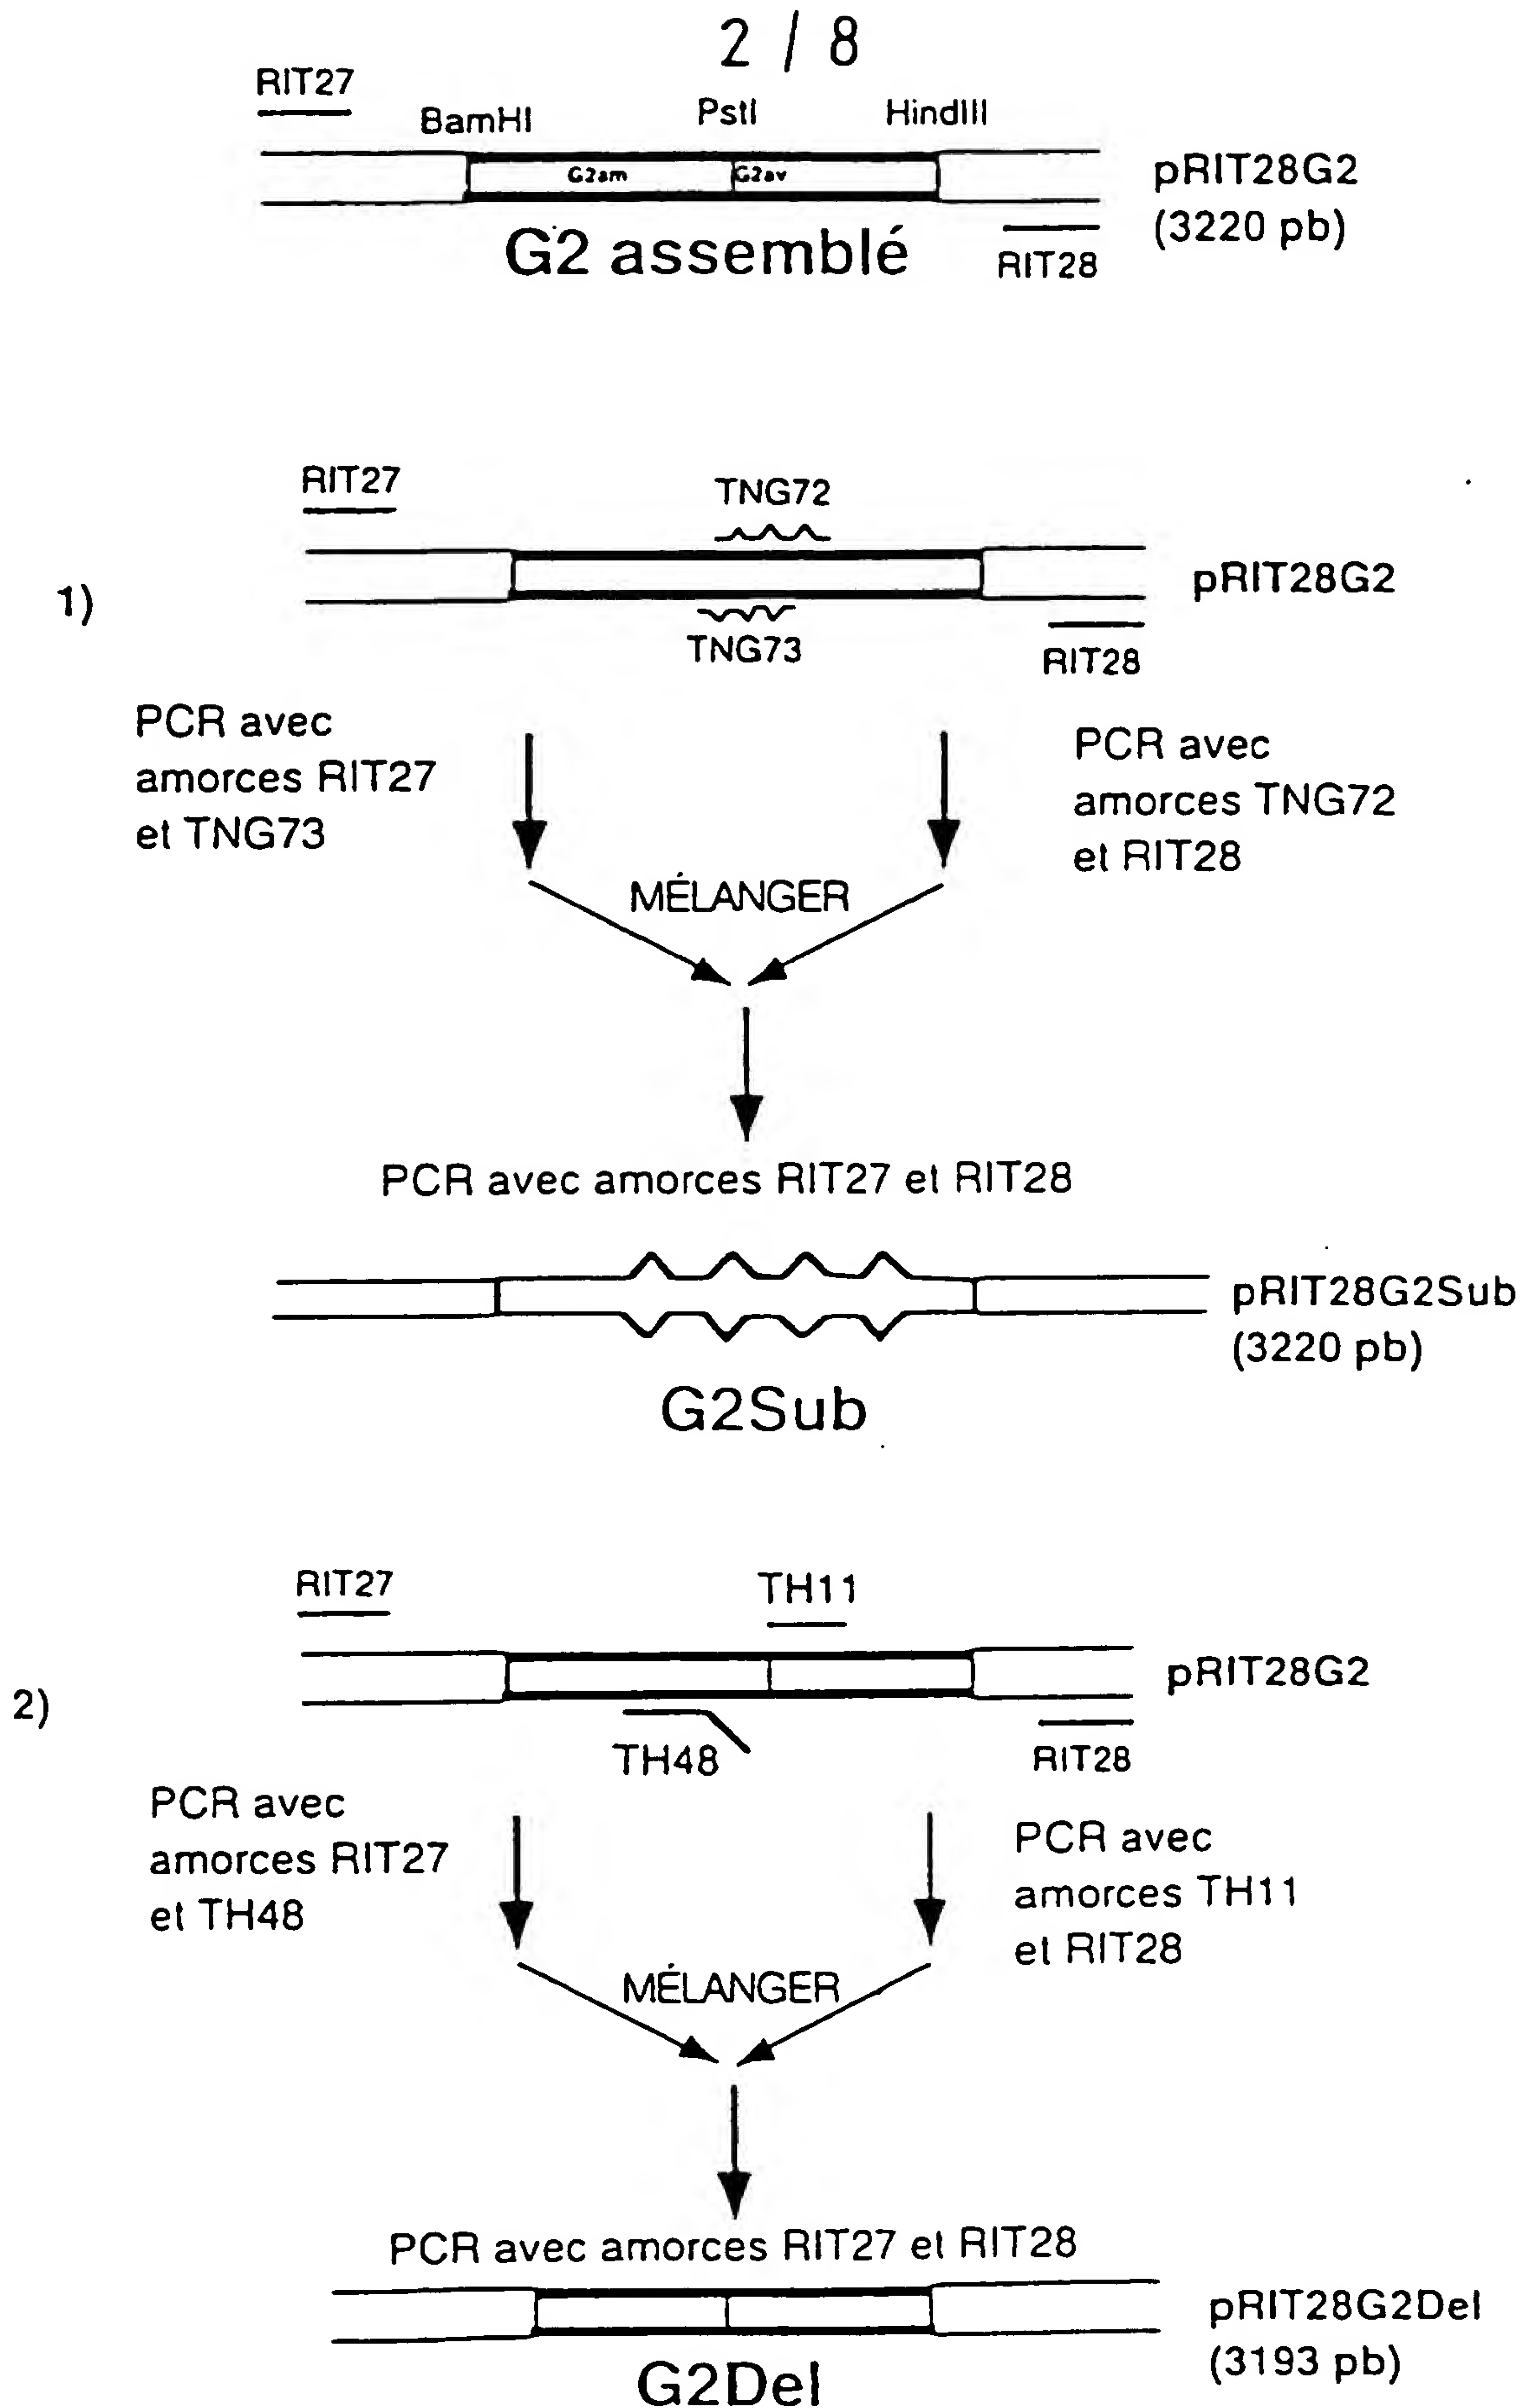 2 / 8
RIT27
BamHI
PstI
HindIII
G2am
G2av
pRIT28G2
(3220 pb)
G2 assemblé
RIT28
RIT27
TNG72
1)
pRIT28G2
TNG73
RIT28
PCR avec
amorces RIT27
et TNG73
PCR avec
amorces TNG72
et RIT28
MÉLANGER
PCR avec amorces RIT27 et RIT28
pRIT28G2Sub
(3220 pb)
G2Sub
RIT27
TH11
2)
pRIT28G2
TH48
RIT28
PCR avec
amorces RIT27
et TH48
PCR avec
amorces TH11
et RIT28
MÉLANGER
PCR avec amorces RIT27 et RIT28
pRIT28G2Del
(3193 pb)
G2Del